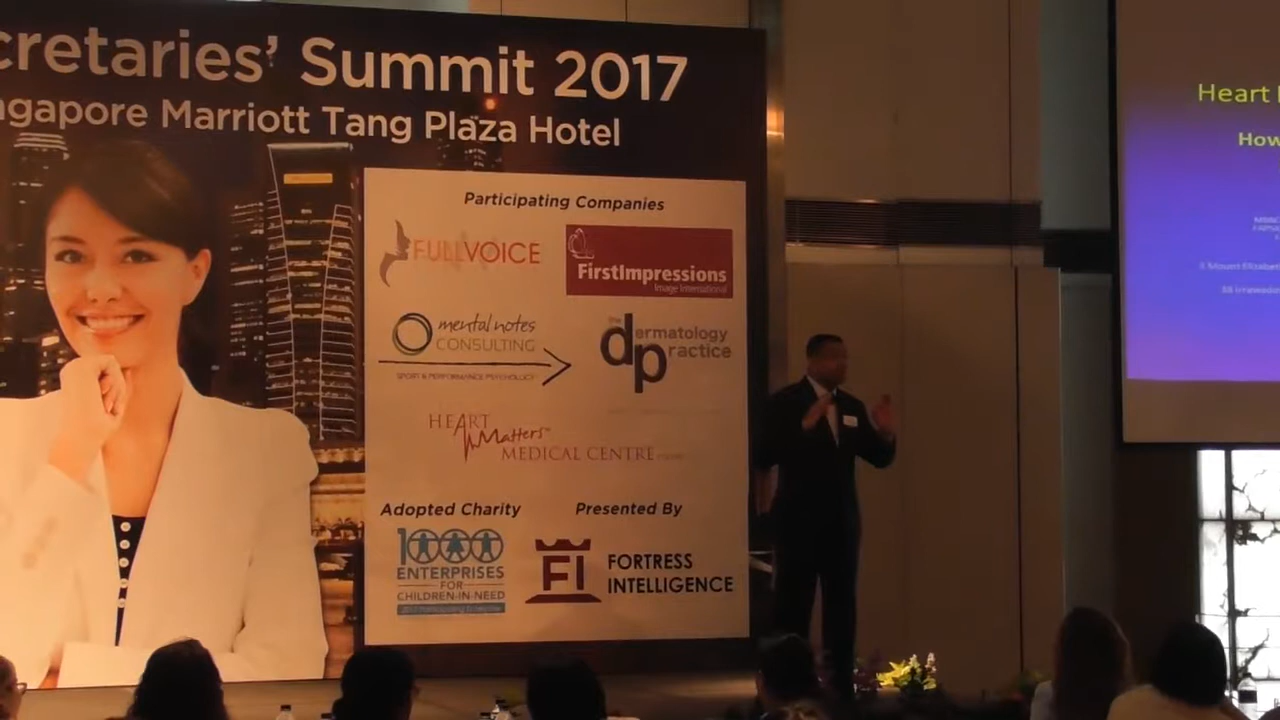 cretaries' Summit 2017
ngapore Marriott Tang Plaza Hotel
Participating Companies
FULLVOICE
FirstImpressions
Image International
mental notes
CONSULTING
SPORT & PERFORMANCE PSYCHOLOGY
the
dermatology
practice
HEART
Matters
MEDICAL CENTRE
Adopted Charity
Presented By
1000
ENTERPRISES
FOR
CHILDREN-IN-NEED
FI
FORTRESS
INTELLIGENCE
Heart
How